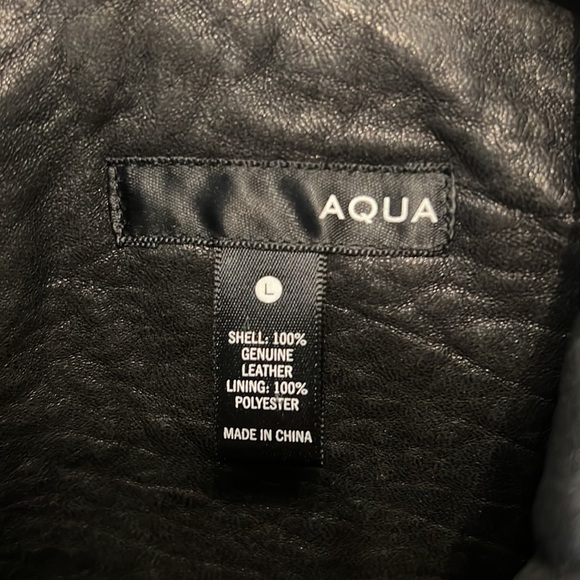 AQUA
L
SHELL: 100%
GENUINE
LEATHER
LINING: 100%
POLYESTER
MADE IN CHINA